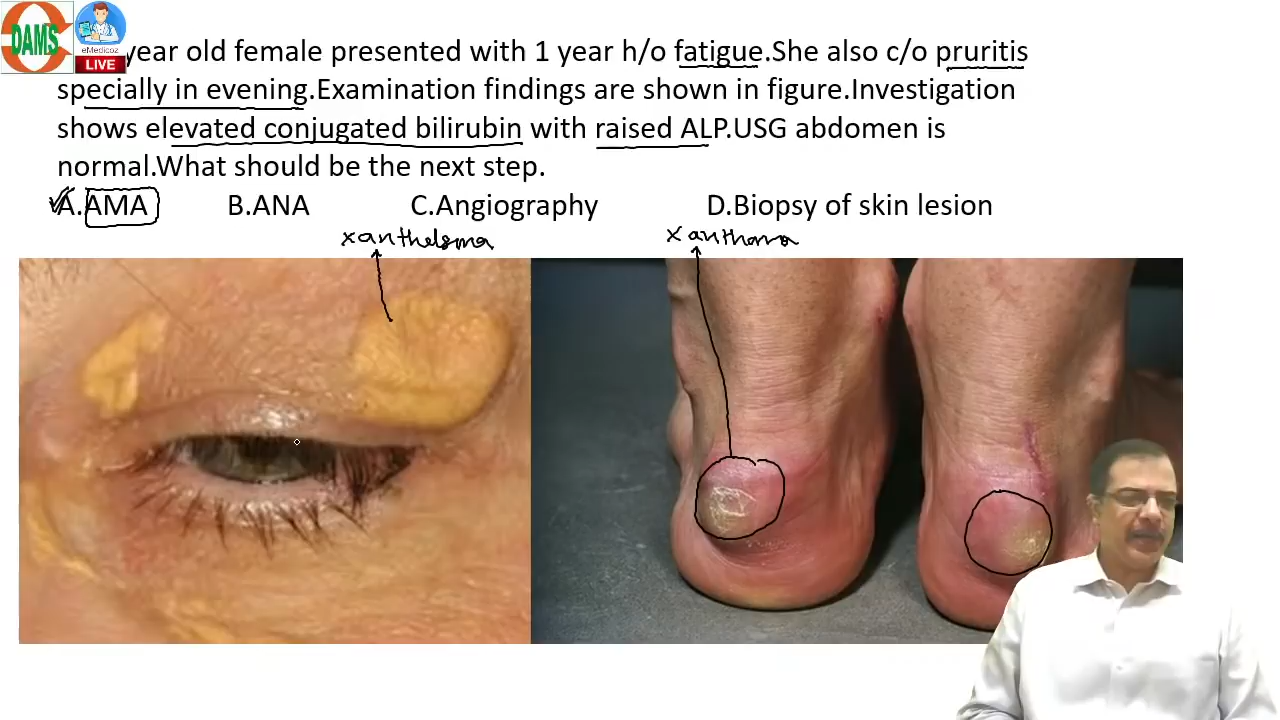 DAMS
eMedicoz
LIVE
year old female presented with 1 year h/o fatigue.She also c/o pruritis
specially in evening.Examination findings are shown in figure.Investigation
shows elevated conjugated bilirubin with raised ALP.USG abdomen is
normal.What should be the next step.
A.AMA B.ANA C.Angiography D.Biopsy of skin lesion
xanthelsma xanthoma